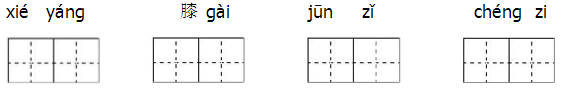 xié yáng 膝 gài jūn zǐ chéng zi